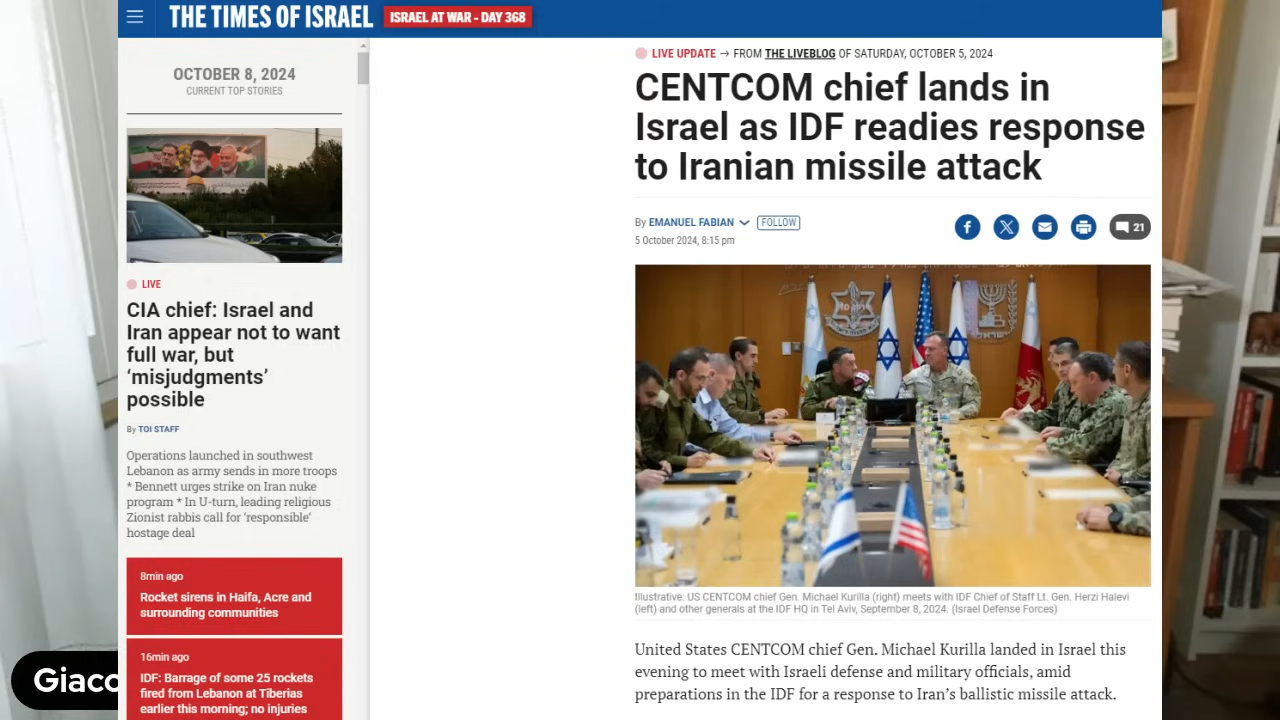 THE TIMES OF ISRAEL
ISRAEL AT WAR - DAY 368
OCTOBER 8, 2024
CURRENT TOP STORIES
LIVE
CIA chief: Israel and
Iran appear not to want
full war, but
‘misjudgments’
possible
By TOI STAFF
Operations launched in southwest
Lebanon as army sends in more troops
* Bennett urges strike on Iran nuke
program * In U-turn, leading religious
Zionist rabbis call for ‘responsible’
hostage deal
8min ago
Rocket sirens in Haifa, Acre and
surrounding communities
16min ago
IDF: Barrage of some 25 rockets
fired from Lebanon at Tiberias
earlier this morning; no injuries
Giaco
LIVE UPDATE → FROM THE LIVEBLOG OF SATURDAY, OCTOBER 5, 2024
CENTCOM chief lands in
Israel as IDF readies response
to Iranian missile attack
By EMANUEL FABIAN FOLLOW
5 October 2024, 8:15 pm
21
Illustrative: US CENTCOM chief Gen. Michael Kurilla (right) meets with IDF Chief of Staff Lt. Gen. Herzi Halevi
(left) and other generals at the IDF HQ in Tel Aviv, September 8, 2024. (Israel Defense Forces)
United States CENTCOM chief Gen. Michael Kurilla landed in Israel this
evening to meet with Israeli defense and military officials, amid
preparations in the IDF for a response to Iran’s ballistic missile attack.